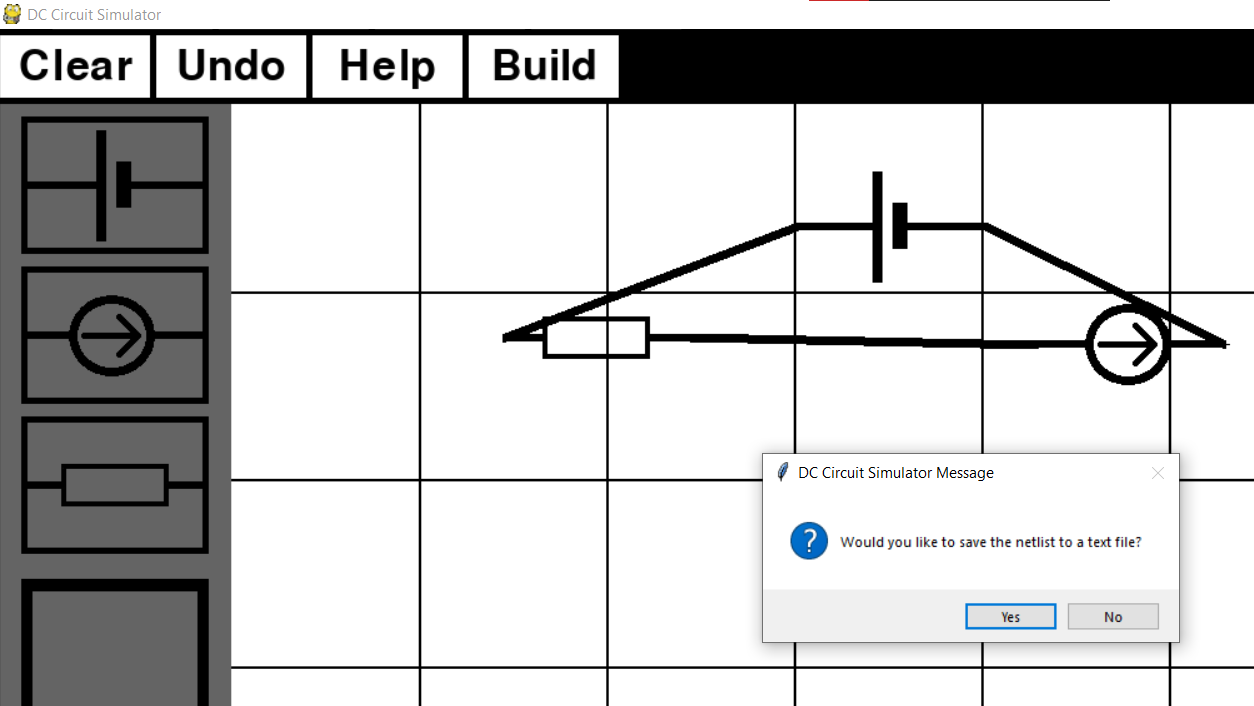 DC Circuit Simulator
Clear Undo Help Build
DC Circuit Simulator Message
Would you like to save the netlist to a text file?
Yes No